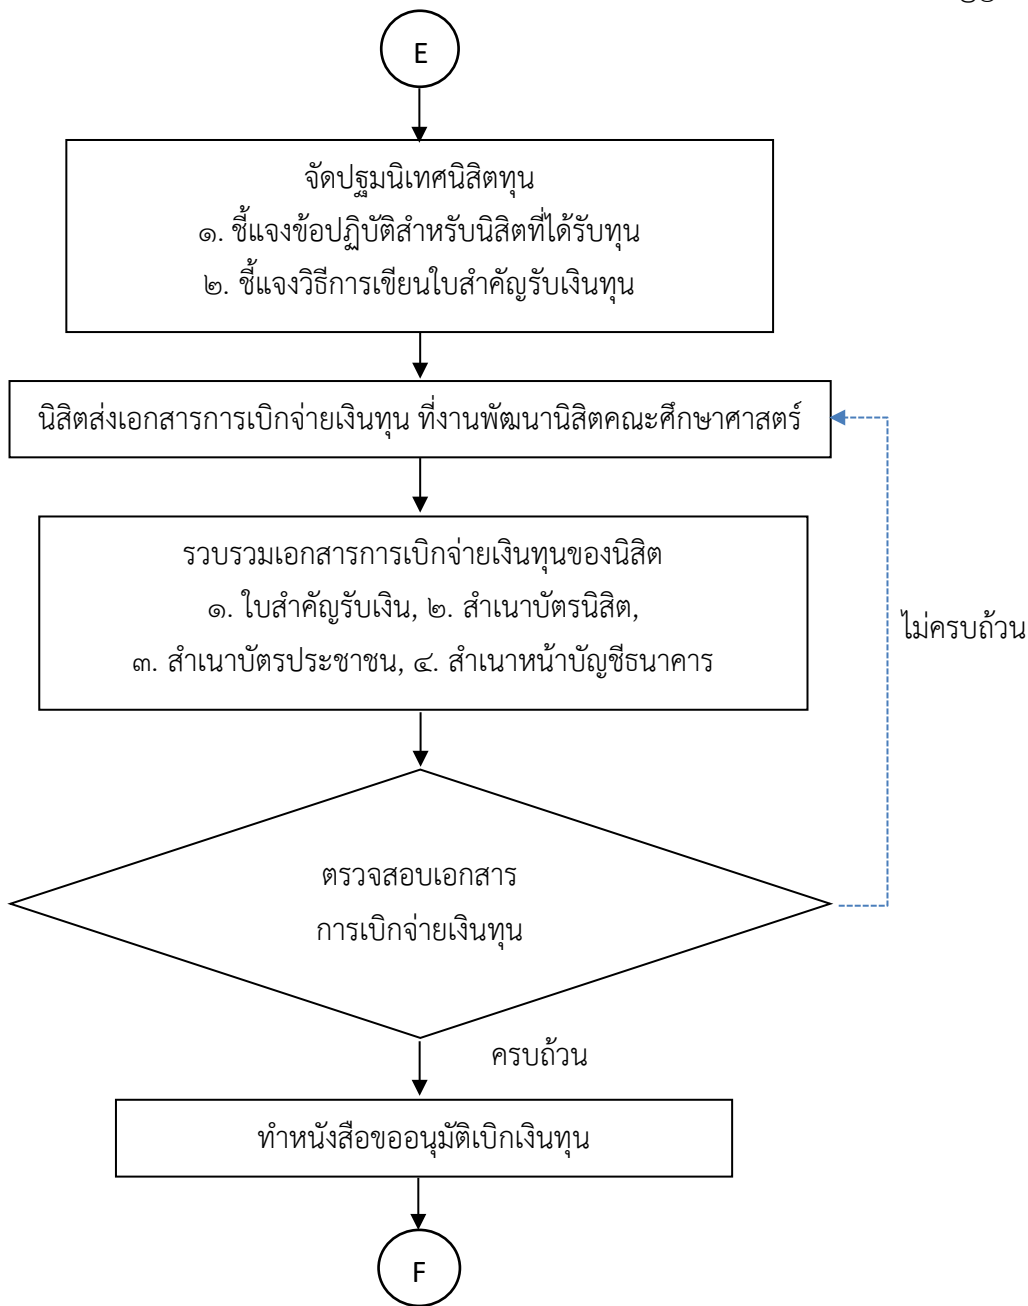 E
จัดปฐมนิเทศนิสิตทุน
๑. ชี้แจงข้อปฏิบัติสำหรับนิสิตที่ได้รับทุน
๒. ชี้แจงวิธีการเขียนใบสำคัญรับเงินทุน
นิสิตส่งเอกสารการเบิกจ่ายเงินทุน ที่งานพัฒนานิสิตคณะศึกษาศาสตร์
รวบรวมเอกสารการเบิกจ่ายเงินทุนของนิสิต
๑. ใบสำคัญรับเงิน, ๒. สำเนาบัตรนิสิต,
๓. สำเนาบัตรประชาชน, ๔. สำเนาหน้าบัญชีธนาคาร
ไม่ครบถ้วน
ตรวจสอบเอกสาร
การเบิกจ่ายเงินทุน
ครบถ้วน
ทำหนังสือขออนุมัติเบิกเงินทุน
F